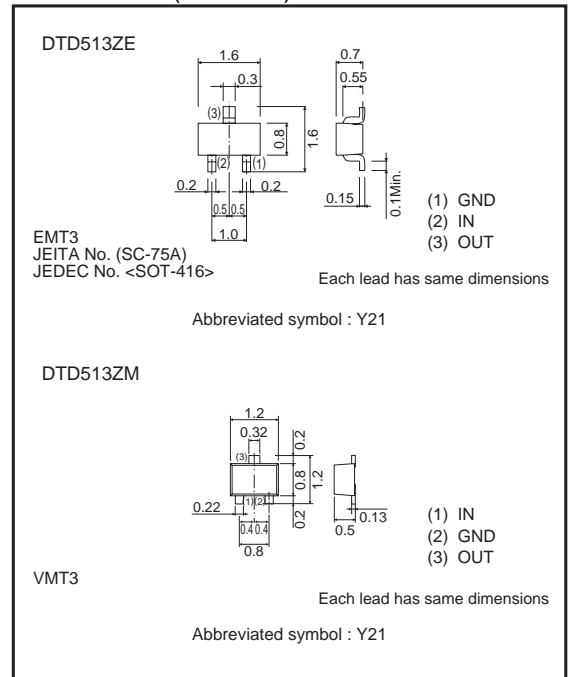 DTD513ZE
1.6
0.3
0.7
0.55
(3)
0.8
1.6
(2)
(1)
0.2
0.2
0.5
0.5
1.0
0.15
0.1Min.
(1) GND
(2) IN
(3) OUT
EMT3
JEITA No. (SC-75A)
JEDEC No. <SOT-416>
Each lead has same dimensions
Abbreviated symbol : Y21
DTD513ZM
1.2
0.32
0.2
(3)
0.8
1.2
0.22
(1)
(2)
0.2
0.4
0.4
0.8
0.5
0.13
(1) IN
(2) GND
(3) OUT
VMT3
Each lead has same dimensions
Abbreviated symbol : Y21